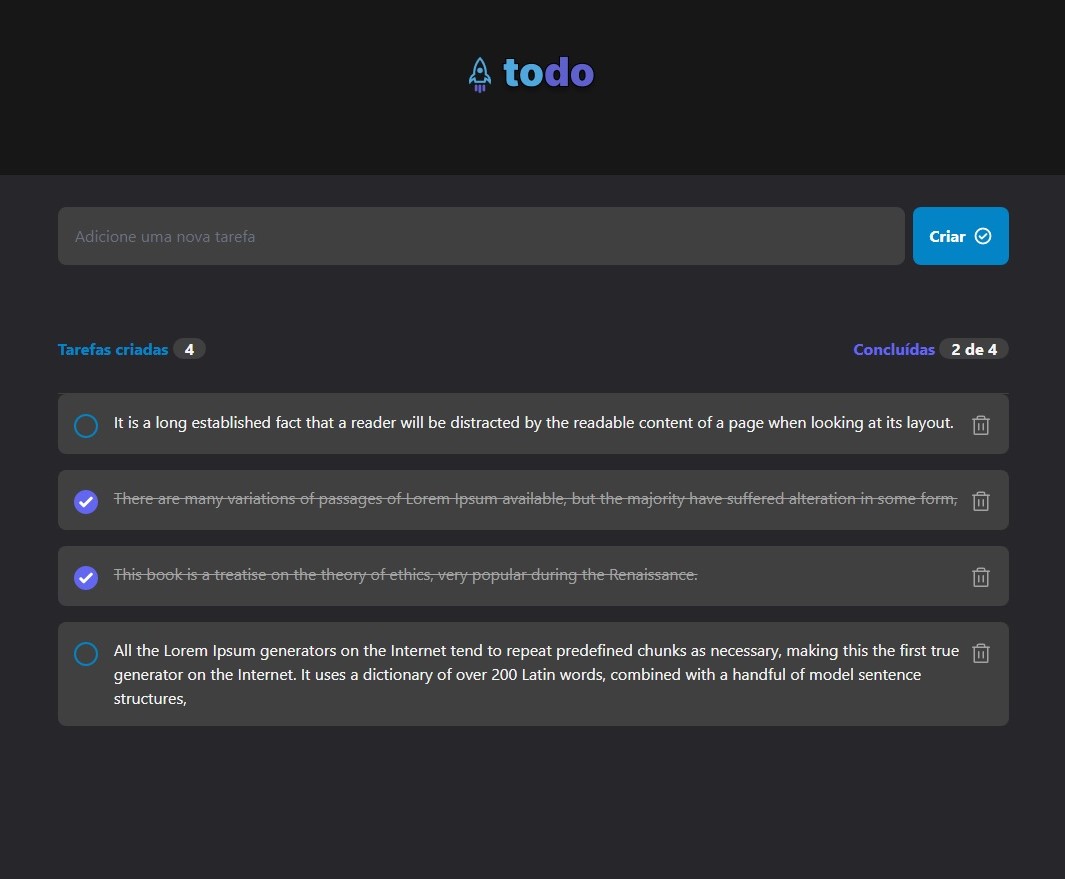 todo
Adicione uma nova tarefa
Criar
Tarefas criadas 4
Concluídas 2 de 4
It is a long established fact that a reader will be distracted by the readable content of a page when looking at its layout.
There are many variations of passages of Lorem Ipsum available, but the majority have suffered alteration in some form,
This book is a treatise on the theory of ethics, very popular during the Renaissance.
All the Lorem Ipsum generators on the Internet tend to repeat predefined chunks as necessary, making this the first true
generator on the Internet. It uses a dictionary of over 200 Latin words, combined with a handful of model sentence
structures,